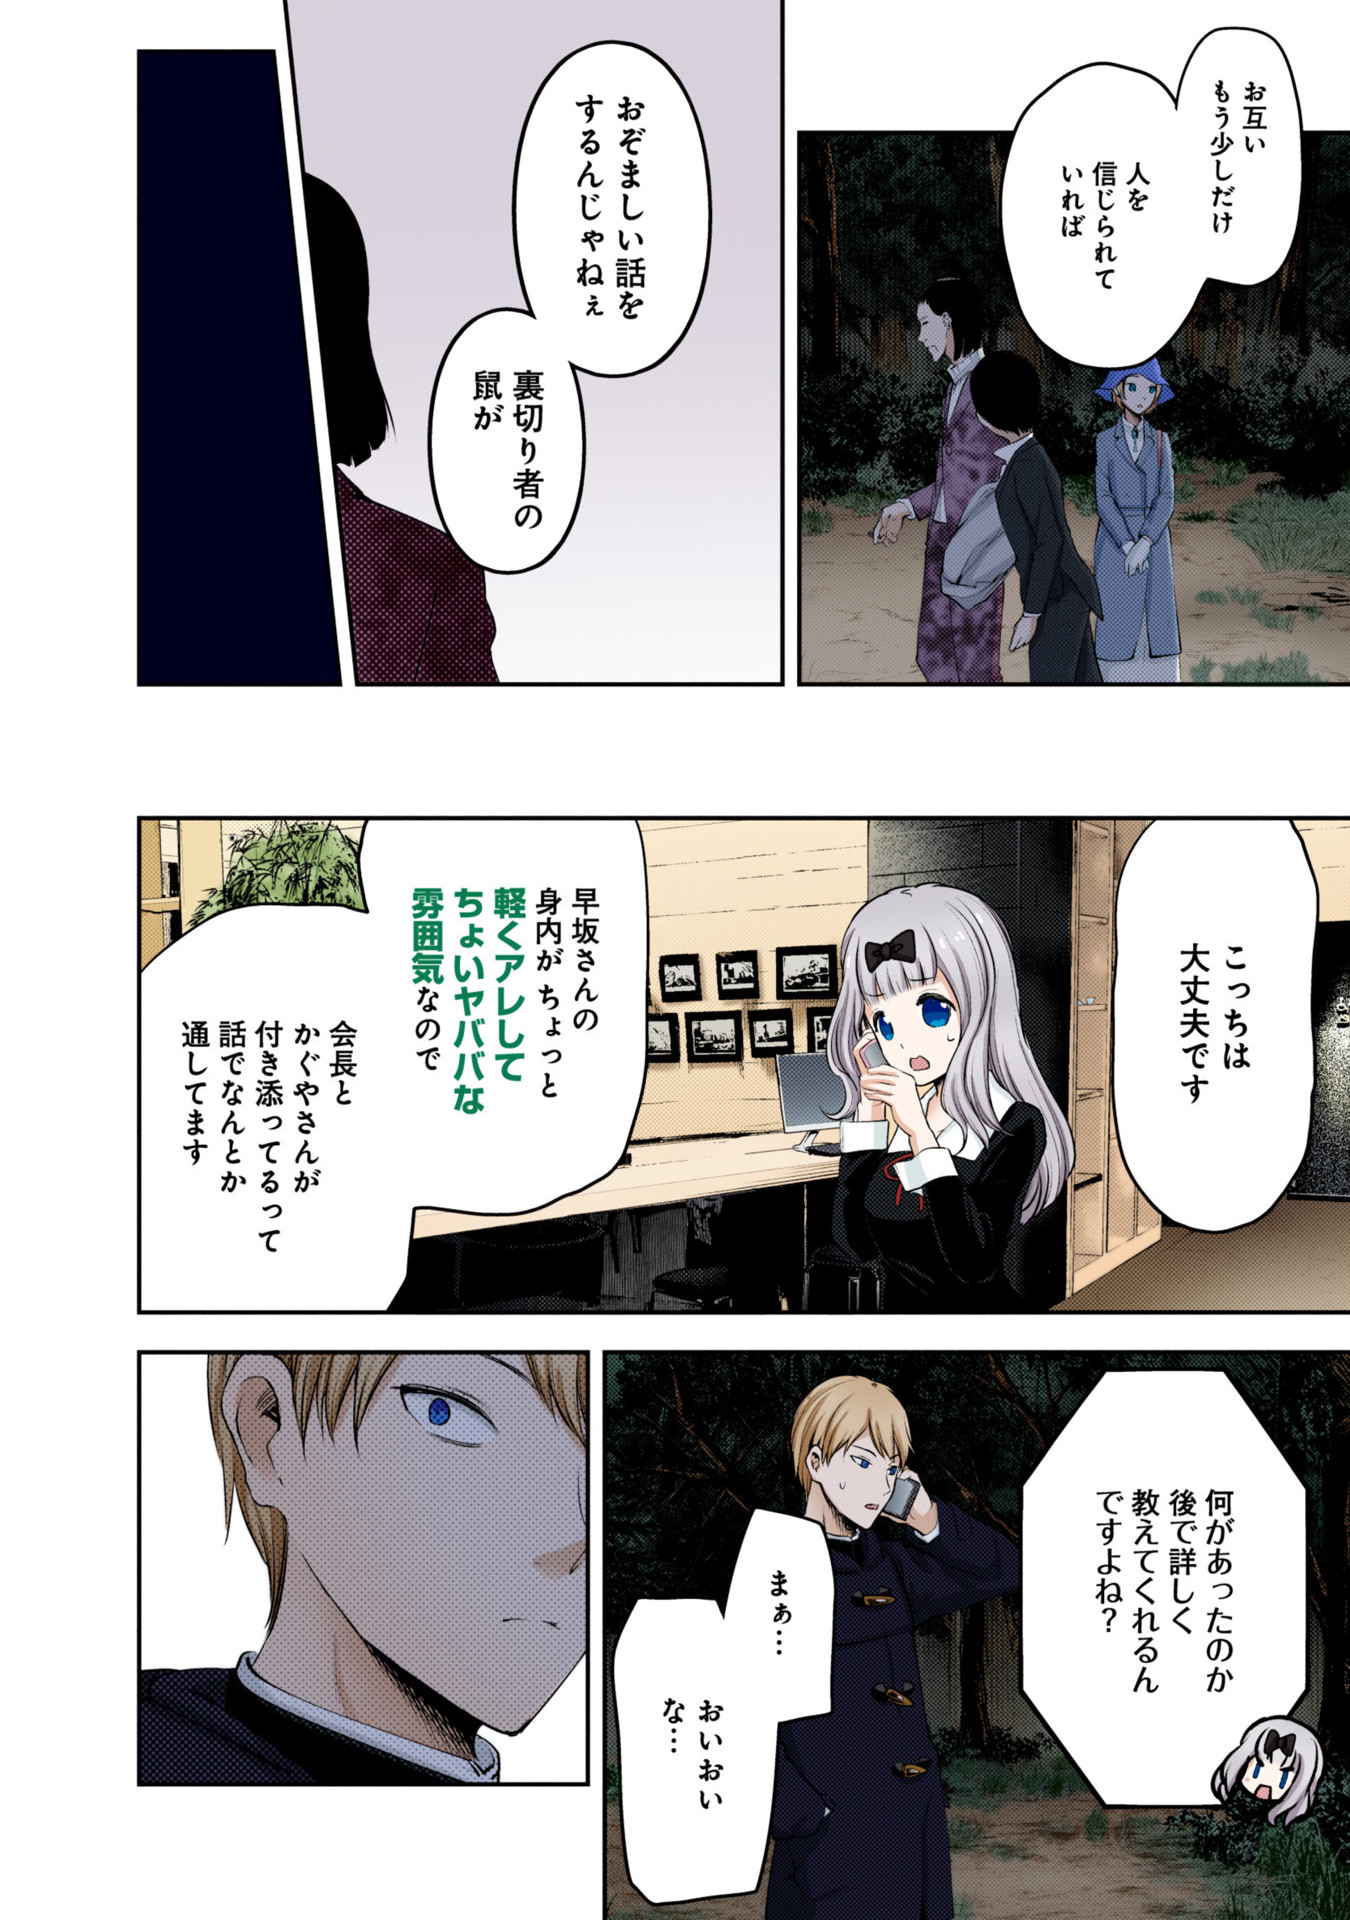 お互い
もう少しだけ
人を
信じられて
いれば
おぞましい話を
するんじゃねぇ
裏切り者の
鼠が
こっちは
大丈夫です
早坂さんの
身内がちょっと
軽くアレして
ちょいヤバな
雰囲気なので
会長と
かぐやさんが
付き添ってるって
話でなんとか
通してます
何があったのか
後で詳しく
教えてくれるん
ですよね？
まぁ…
おいおい
な…